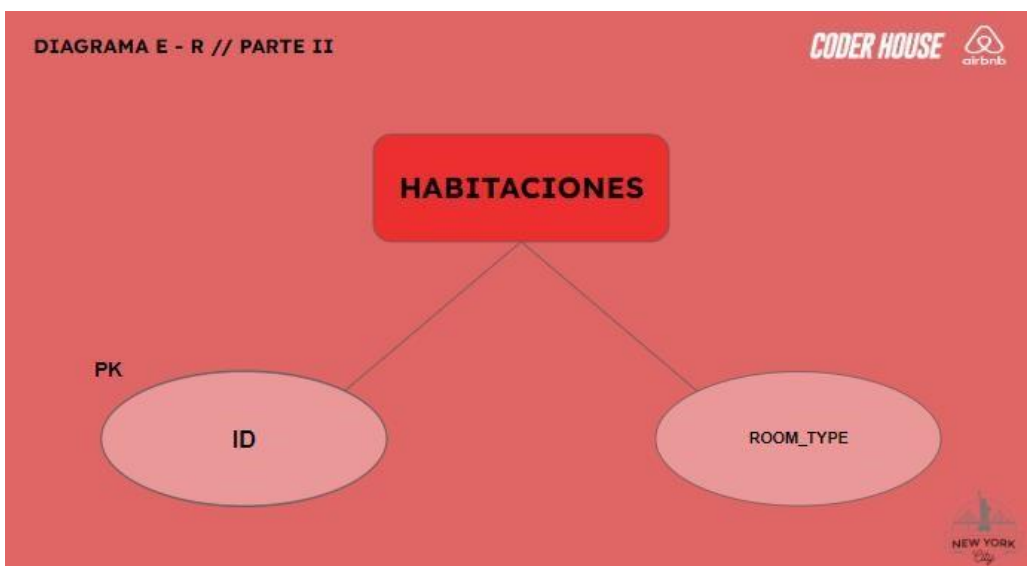 DIAGRAMA E - R // PARTE II
CODER HOUSE
airbnb
HABITACIONES
PK
ID
ROOM_TYPE
NEW YORK
City